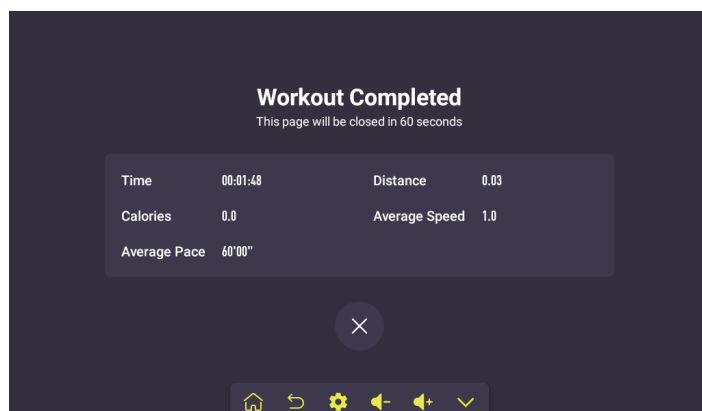 Workout Completed
This page will be closed in 60 seconds
Time 00:01:48 Distance 0.03
Calories 0.0 Average Speed 1.0
Average Pace 60'00"